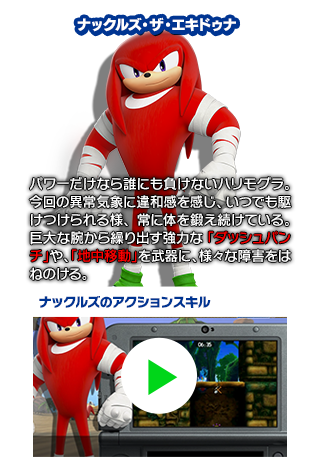 ナックルズ・ザ・エキドゥナ
パワーだけなら誰にも負けないハリモグラ。
今回の異常気象に違和感を感じ、いつでも駆
けつけられる様、常に体を鍛え続けている。
巨大な腕から繰り出す強力な「ダッシュパン
チ」や、「地中移動」を武器に、様々な障害をは
ねのける。
ナックルズのアクションスキル
06:35